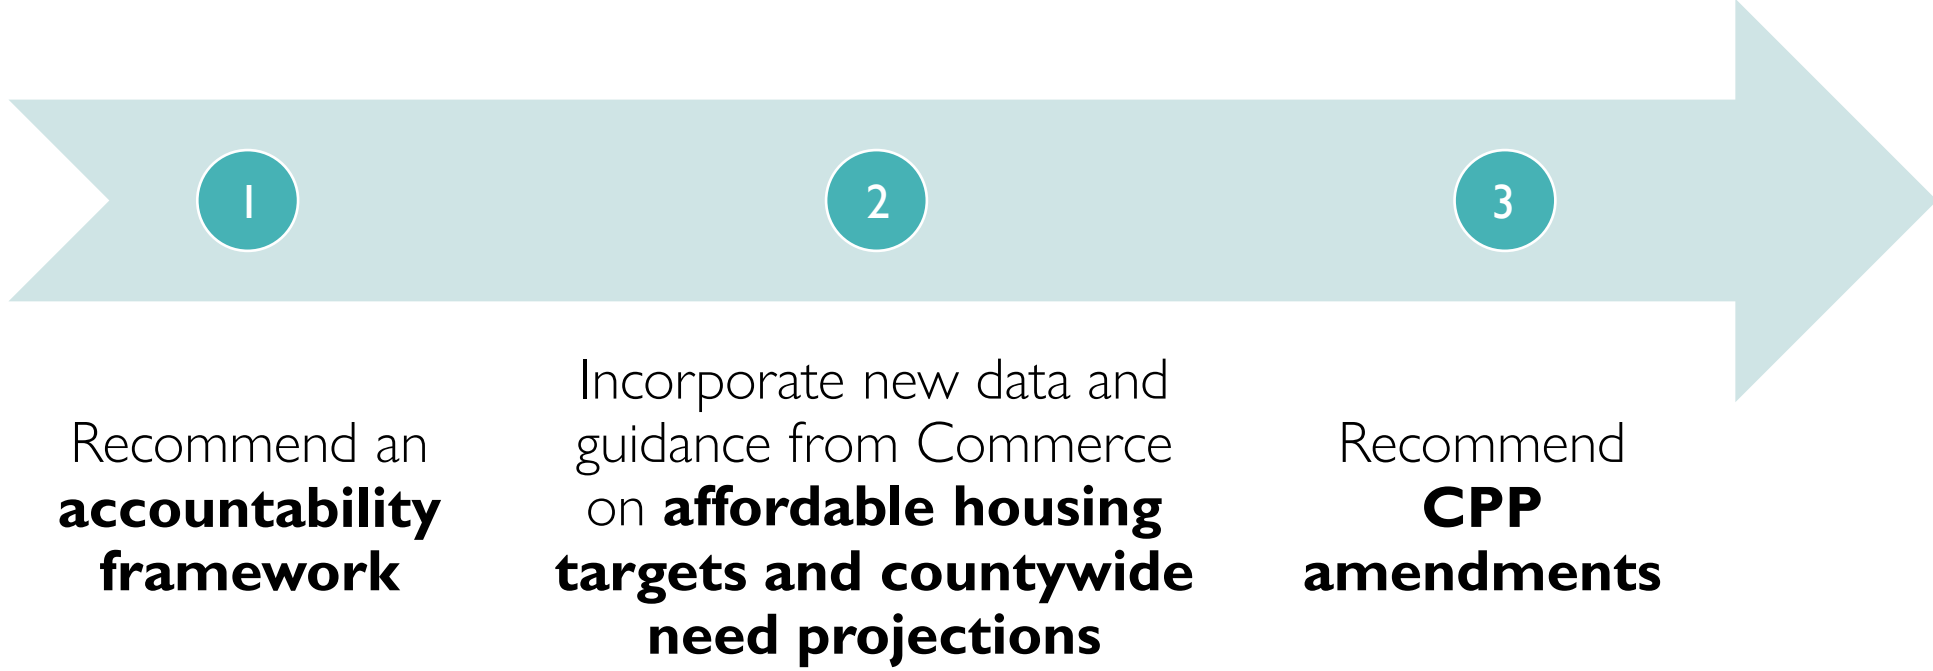 1
2
3
Recommend an
accountability
framework
Incorporate new data and
guidance from Commerce
on affordable housing
targets and countywide
need projections
Recommend
CPP
amendments